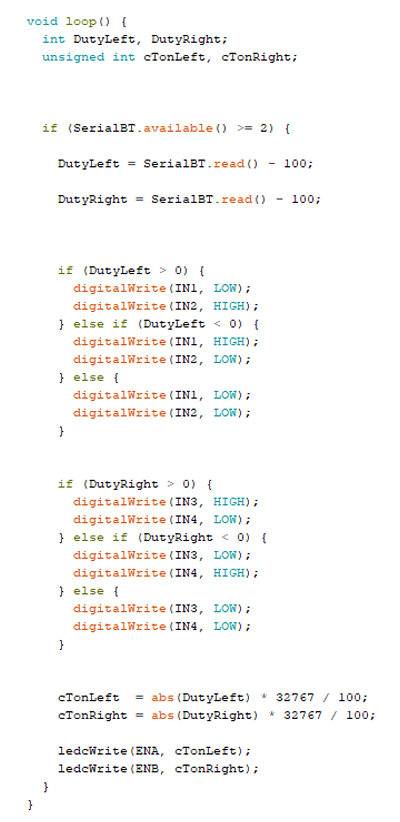 void loop() {
  int DutyLeft, DutyRight;
  unsigned int cTonLeft, cTonRight;
  if (SerialBT.available() >= 2) {
    DutyLeft = SerialBT.read() - 100;
    DutyRight = SerialBT.read() - 100;
    if (DutyLeft > 0) {
      digitalWrite(IN1, LOW);
      digitalWrite(IN2, HIGH);
    } else if (DutyLeft < 0) {
      digitalWrite(IN1, HIGH);
      digitalWrite(IN2, LOW);
    } else {
      digitalWrite(IN1, LOW);
      digitalWrite(IN2, LOW);
    }
    if (DutyRight > 0) {
      digitalWrite(IN3, HIGH);
      digitalWrite(IN4, LOW);
    } else if (DutyRight < 0) {
      digitalWrite(IN3, LOW);
      digitalWrite(IN4, HIGH);
    } else {
      digitalWrite(IN3, LOW);
      digitalWrite(IN4, LOW);
    }
    cTonLeft  = abs(DutyLeft) * 32767 / 100;
    cTonRight = abs(DutyRight) * 32767 / 100;
    ledcWrite(ENA, cTonLeft);
    ledcWrite(ENB, cTonRight);
  }
}